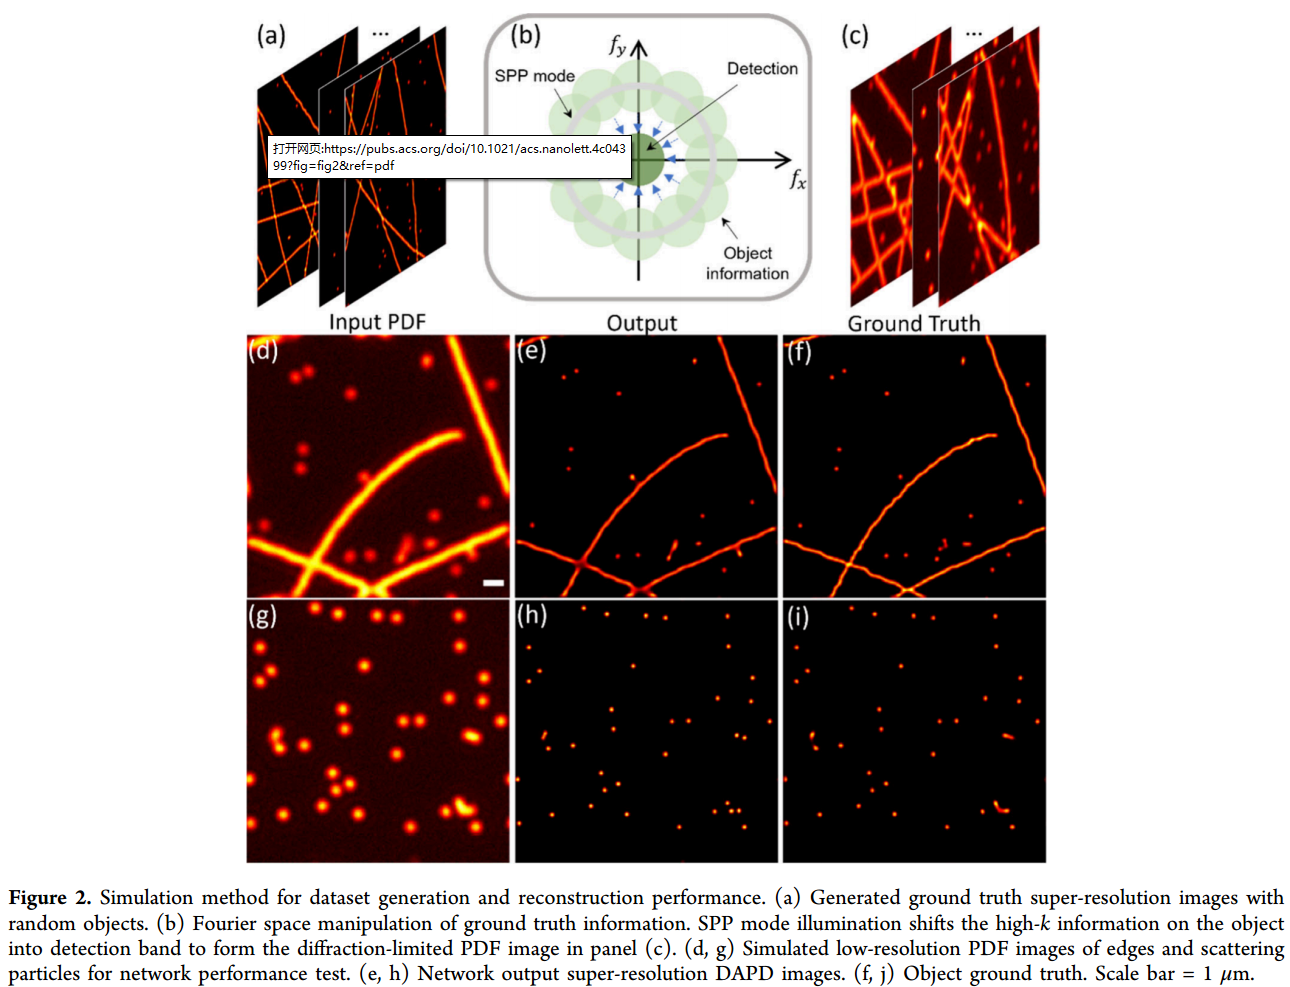 (a)
...
(b)
fy
SPP mode
Detection
(c)
...
打开网页:https://pubs.acs.org/doi/10.1021/acs.nanolett.4c043
99?fig=fig2&ref=pdf
fx
Object
information
Input PDF
Output
Ground Truth
(d)
(e)
(f)
(g)
(h)
(i)
Figure 2. Simulation method for dataset generation and reconstruction performance. (a) Generated ground truth super-resolution images with
random objects. (b) Fourier space manipulation of ground truth information. SPP mode illumination shifts the high-k information on the object
into detection band to form the diffraction-limited PDF image in panel (c). (d, g) Simulated low-resolution PDF images of edges and scattering
particles for network performance test. (e, h) Network output super-resolution DAPD images. (f, j) Object ground truth. Scale bar = 1 μm.